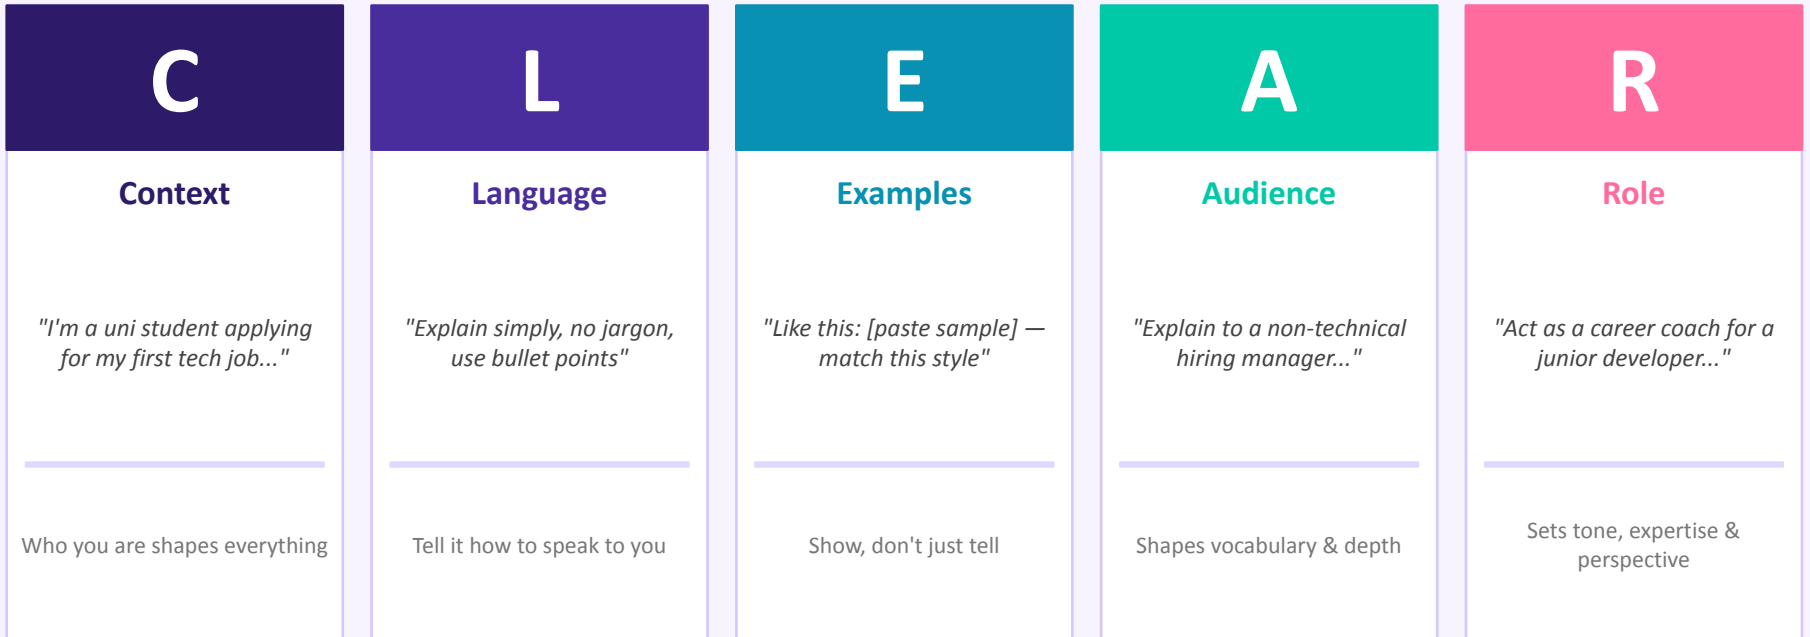 C
Context
"I'm a uni student applying
for my first tech job..."
Who you are shapes everything
L
Language
"Explain simply, no jargon,
use bullet points"
Tell it how to speak to you
E
Examples
"Like this: [paste sample] —
match this style"
Show, don't just tell
A
Audience
"Explain to a non-technical
hiring manager..."
Shapes vocabulary & depth
R
Role
"Act as a career coach for a
junior developer..."
Sets tone, expertise &
perspective